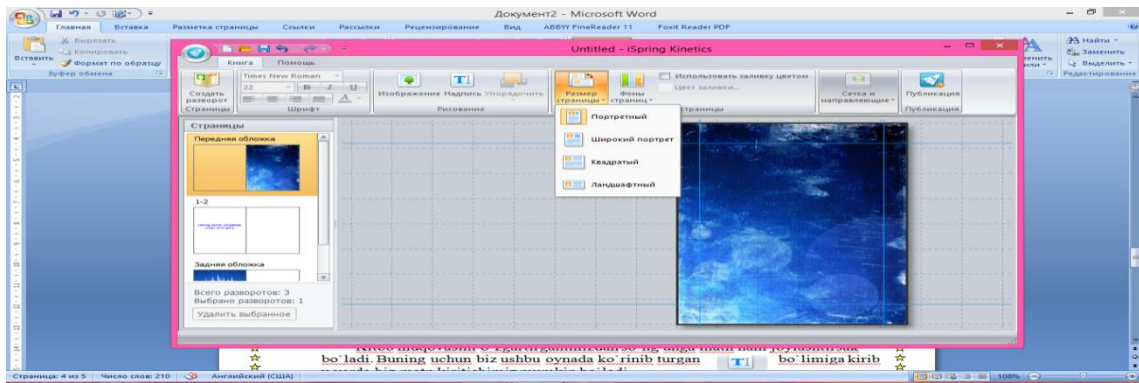 Документ2 - Microsoft Word
Главная Вставка Разметка страницы Ссылки Рассылки Рецензирование Вид ABBYY FineReader 11 Foxit Reader PDF
Вставить
Вырезать
Копировать
Формат по образцу
Буфер обмена
Найти
Заменить
Выделить
Редактирование
Untitled - iSpring Kinetics
Книга Помощь
Создать разворот
Страницы
Times New Roman
22
Шрифт
Изображение Надпись Упорядочить
Рисование
Размер страницы
Фоны страниц
Использовать заливку цветом
Цвет заливки...
страницы
Сетка и направляющие
Публикация
Публикация
Портретный
Широкий портрет
Квадратый
Ландшафтный
Страницы
Передняя обложка
1-2
Задняя обложка
Всего разворотов: 3
Выбрано разворотов: 1
Удалить выбранное
bo`ladi. Buning uchun biz ushbu oynada ko`rinib turgan bo`limiga kirib
Страница: 4 из 5 Число слов: 210 Английский (США) 100%